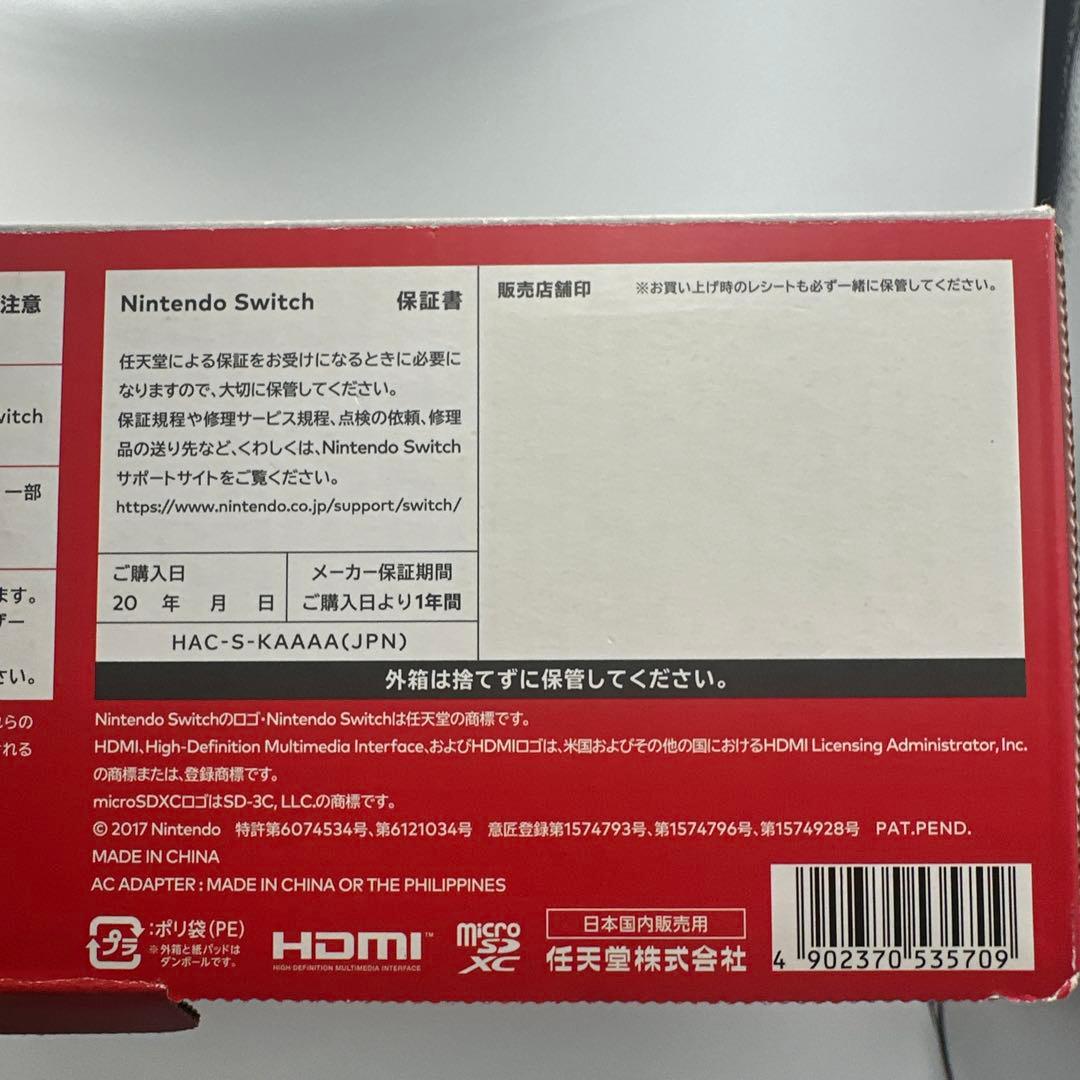 注意
witch
一部
ます。
ザー
さい。
れらの
れる
Nintendo Switch 保証書
任天堂による保証をお受けになるときに必要に
なりますので、大切に保管してください。
保証規程や修理サービス規程、点検の依頼、修理
品の送り先など、くわしくは、Nintendo Switch
サポートサイトをご覧ください。
https://www.nintendo.co.jp/support/switch/
ご購入日
20 年 月 日
メーカー保証期間
ご購入日より1年間
HAC-S-KAAAA(JPN)
販売店舗印 ※お買い上げ時のレシートも必ず一緒に保管してください。
外箱は捨てずに保管してください。
Nintendo Switchのロゴ・Nintendo Switchは任天堂の商標です。
HDMI、High-Definition Multimedia Interface、およびHDMIロゴは、米国およびその他の国におけるHDMI Licensing Administrator, Inc.
の商標または、登録商標です。
microSDXCロゴはSD-3C, LLC.の商標です。
© 2017 Nintendo 特許第6074534号、第6121034号 意匠登録第1574793号、第1574796号、第1574928号 PAT.PEND.
MADE IN CHINA
AC ADAPTER : MADE IN CHINA OR THE PHILIPPINES
プラ
:ポリ袋(PE)
※外箱と紙パッドは
ダンボールです。
HDMI™
HIGH-DEFINITION MULTIMEDIA INTERFACE
micro
SD
XC
日本国内販売用
任天堂株式会社
4 902370 535709